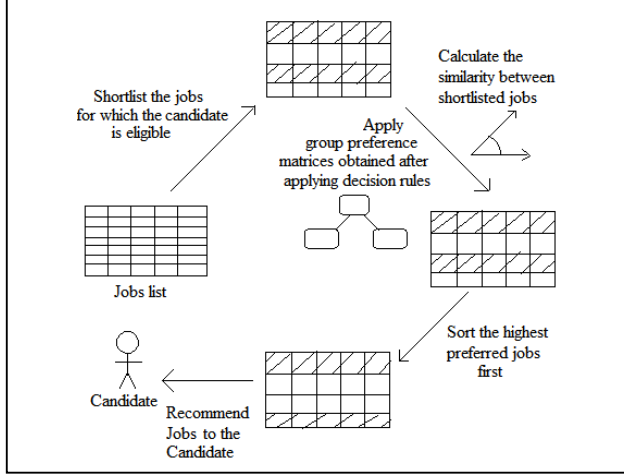 Calculate the
similarity between
shortlisted jobs
Shortlist the jobs
for which the candidate
is eligible
Apply
group preference
matrices obtained after
applying decision rules
Jobs list
Sort the highest
preferred jobs
first
Candidate
Recommend
Jobs to the
Candidate